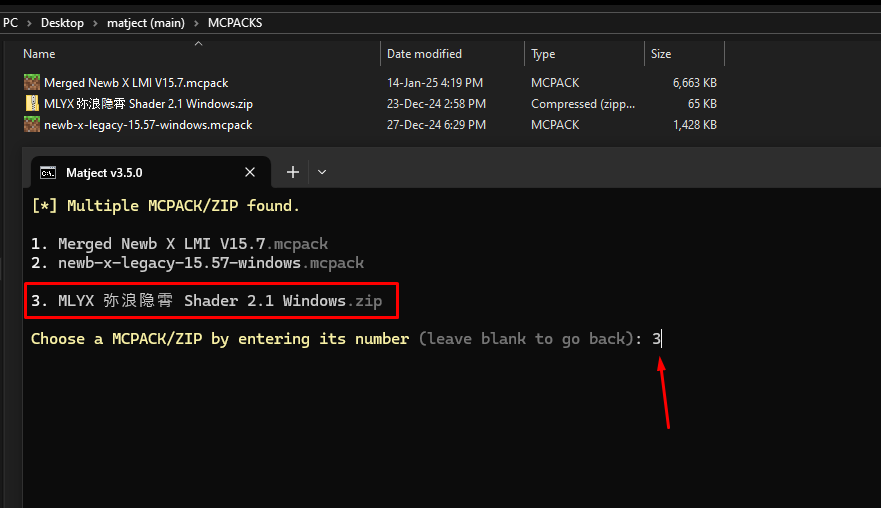 PC > Desktop > matject (main) > MCPACKS
Name Date modified Type Size
Merged Newb X LMI V15.7.mcpack 14-Jan-25 4:19 PM MCPACK 6,663 KB
MLYX 弥浪隐霄 Shader 2.1 Windows.zip 23-Dec-24 2:58 PM Compressed (zipp... 65 KB
newb-x-legacy-15.57-windows.mcpack 27-Dec-24 6:29 PM MCPACK 1,428 KB
Matject v3.5.0
[*] Multiple MCPACK/ZIP found.
1. Merged Newb X LMI V15.7.mcpack
2. newb-x-legacy-15.57-windows.mcpack
3. MLYX 弥浪隐霄 Shader 2.1 Windows.zip
Choose a MCPACK/ZIP by entering its number (leave blank to go back): 3